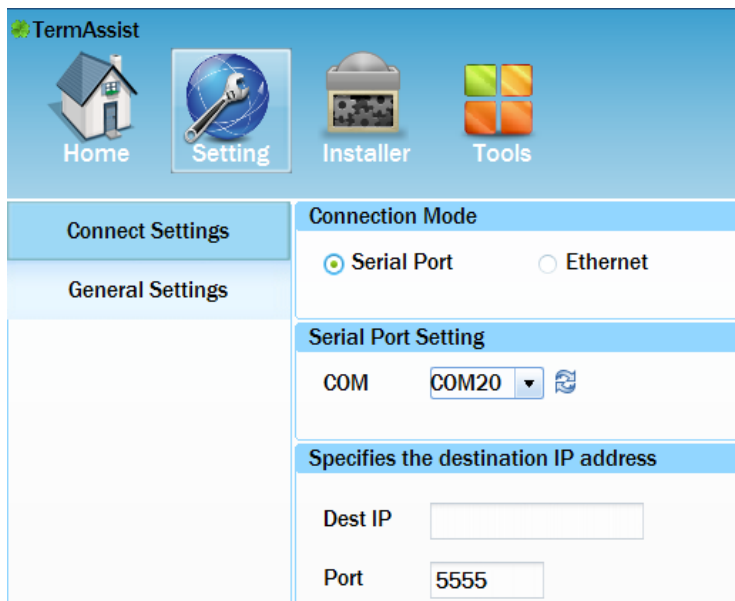 TermAssist
Home Setting Installer Tools
Connect Settings
General Settings
Connection Mode
Serial Port Ethernet
Serial Port Setting
COM COM20
Specifies the destination IP address
Dest IP
Port 5555